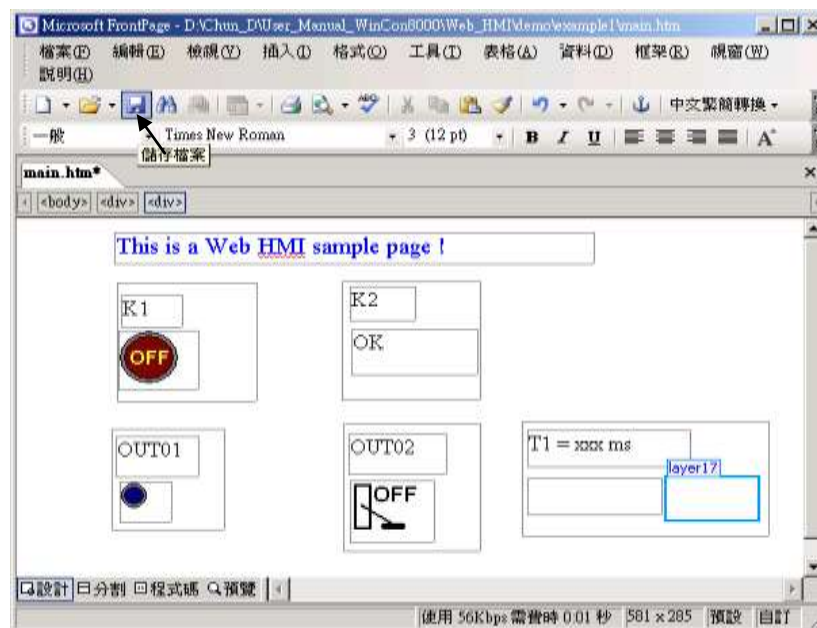 Microsoft FrontPage - D:\Chun_D\User_Manual_WinCon8000\Web_HMI\demo\example1\main.htm
檔案(F) 編輯(E) 檢視(V) 插入(I) 格式(O) 工具(T) 表格(A) 資料(D) 框架(R) 視窗(W)
說明(H)
中文繁簡轉換
一般 Times New Roman 3 (12 pt) B I U A
儲存檔案
main.htm*
<body> <div> <div>
This is a Web HMI sample page !
K1
OFF
K2
OK
OUT01
OUT02
OFF
T1 = xxx ms
layer17
設計 分割 程式碼 預覽
使用 56Kbps 需費時 0:01 秒 581 x 285 預設 自訂